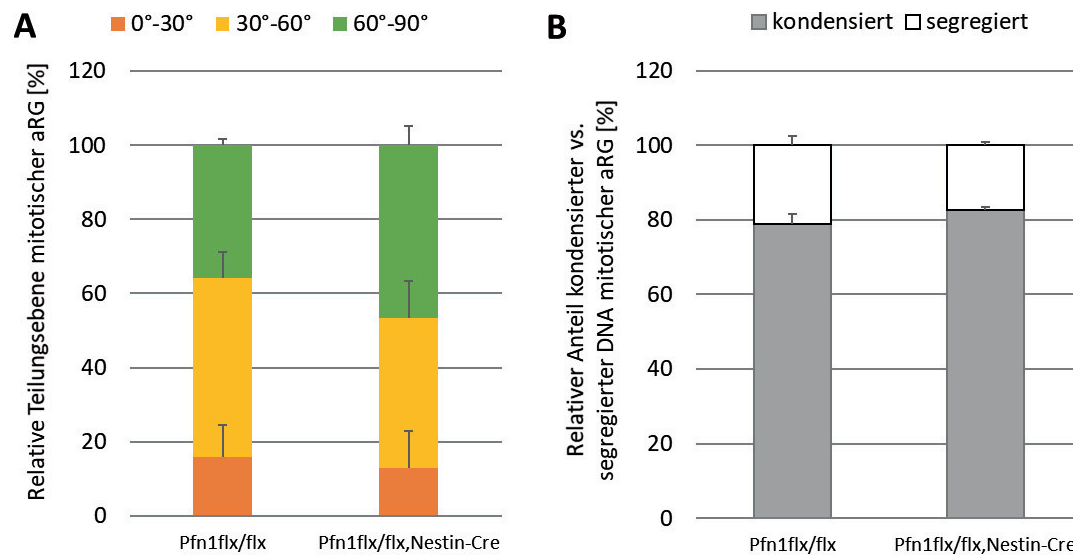 A
0°-30° 30°-60° 60°-90°
Relative Teilungsebene mitotischer aRG [%]
120
100
80
60
40
20
0
Pfn1flx/flx Pfn1flx/flx,Nestin-Cre
B
kondensiert segregiert
Relativer Anteil kondensierter vs.
segregierter DNA mitotischer aRG [%]
120
100
80
60
40
20
0
Pfn1flx/flx Pfn1flx/flx,Nestin-Cre